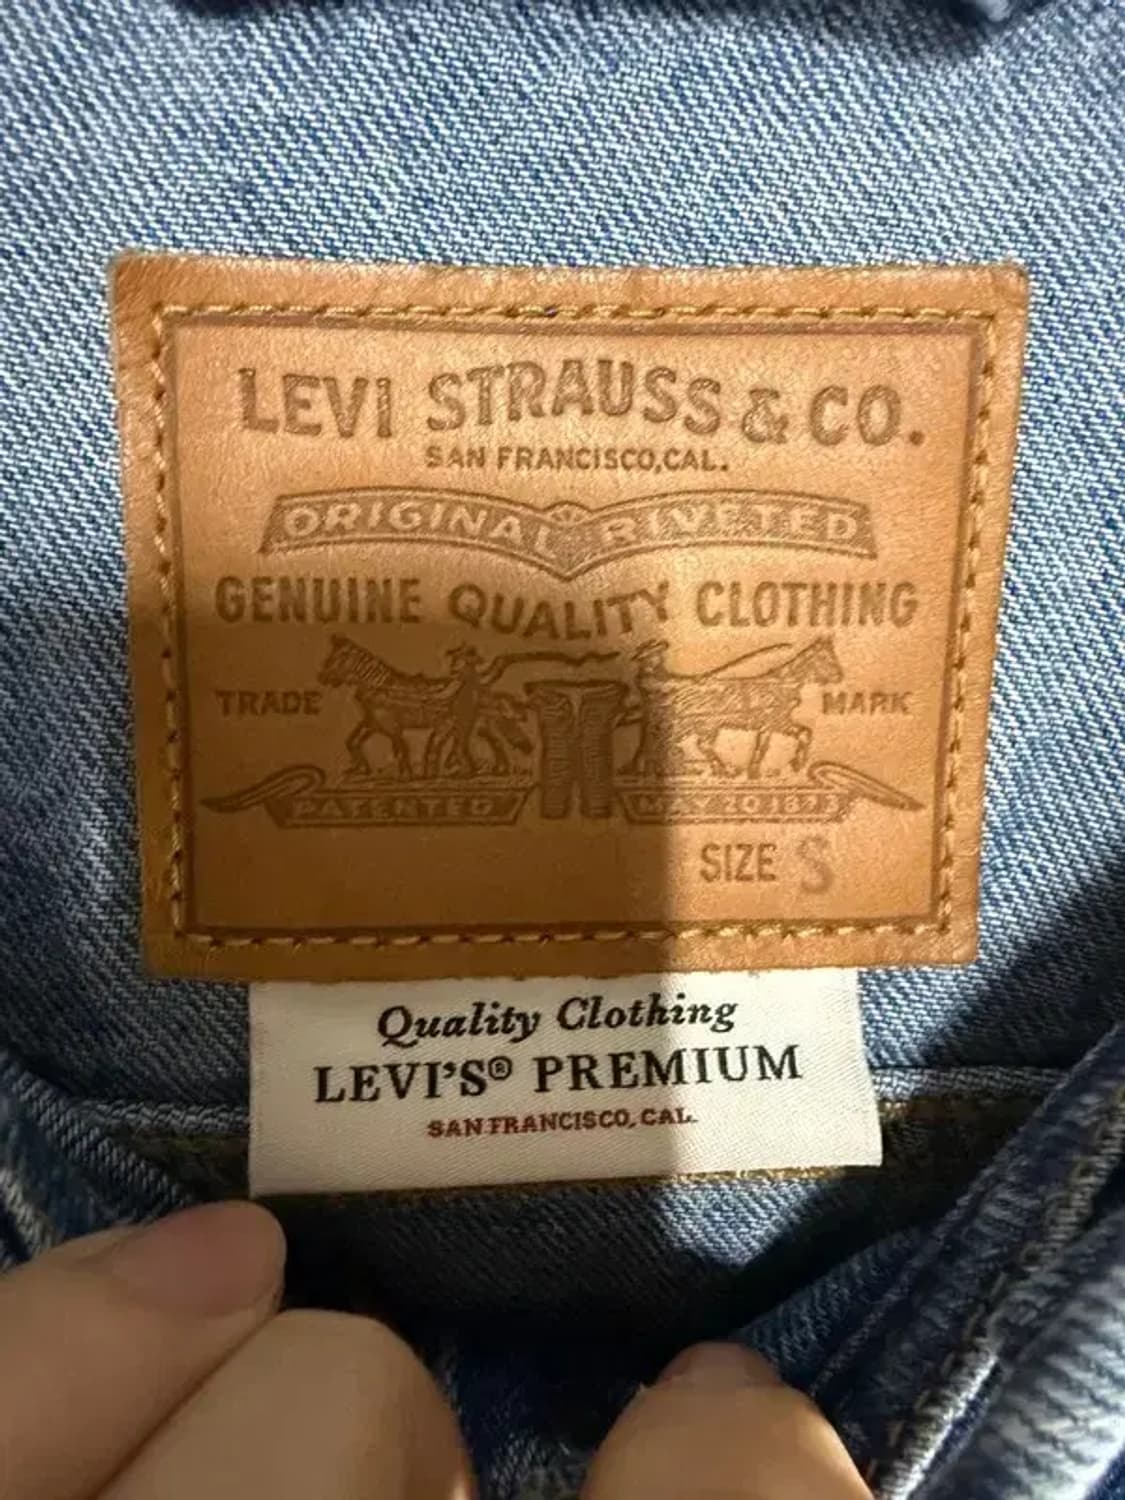 LEVI STRAUSS & CO.
SAN FRANCISCO, CAL.
ORIGINAL RIVETED
GENUINE QUALITY CLOTHING
TRADE MARK
PATENTED MAY 20 1873
SIZE S
Quality Clothing
LEVI'S® PREMIUM
SAN FRANCISCO, CAL.